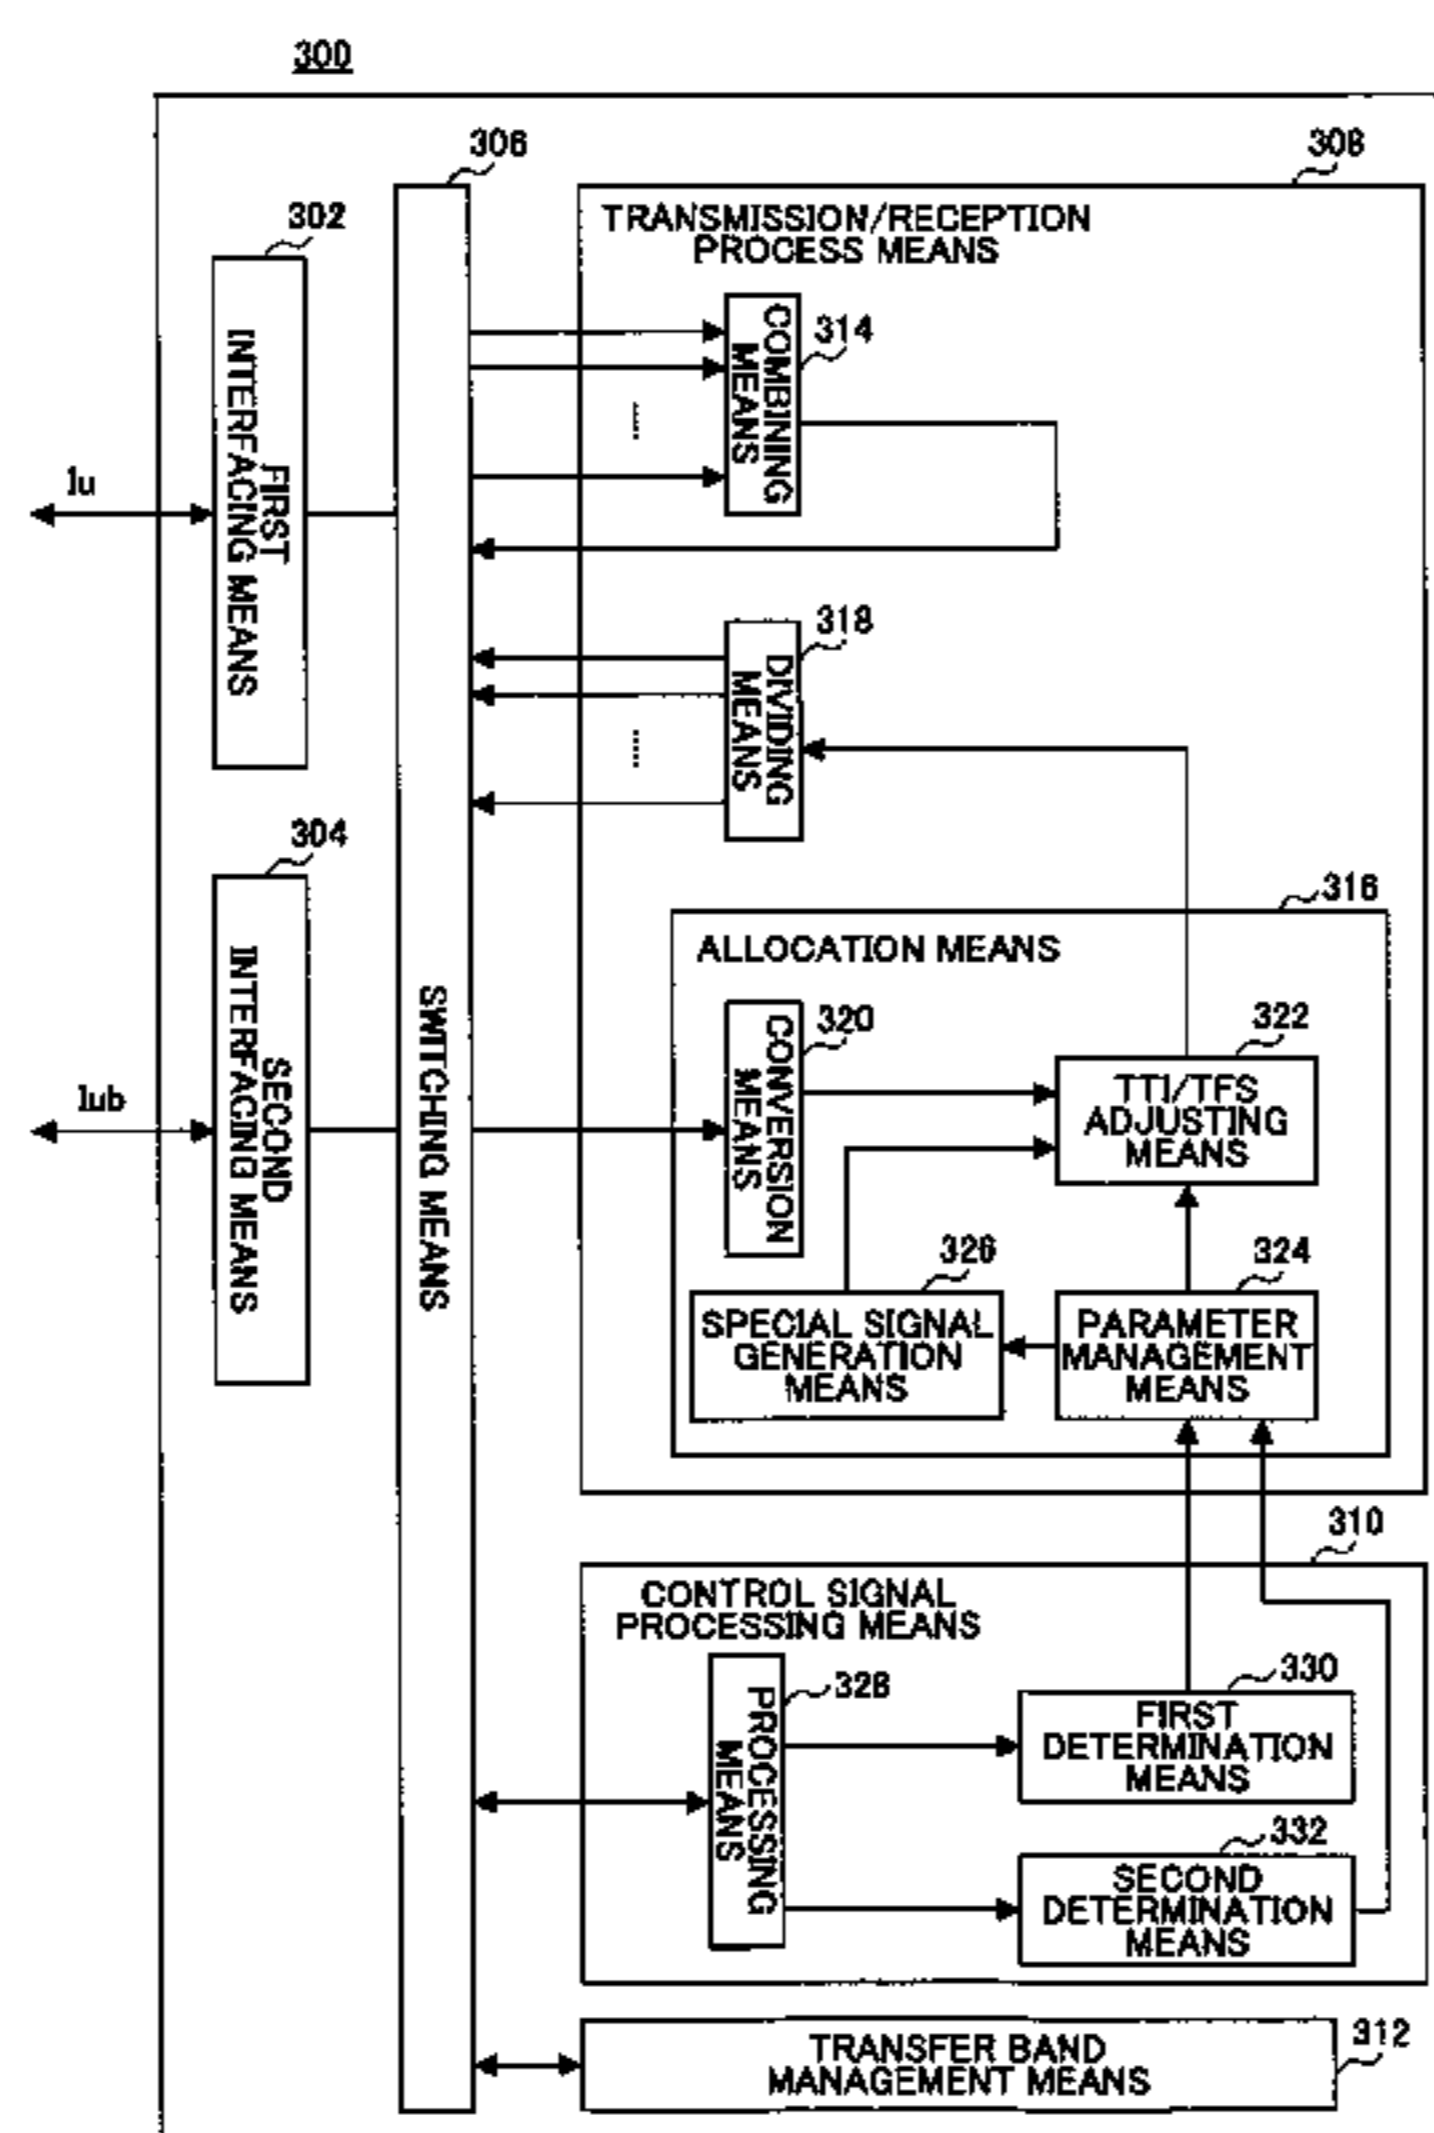 300
306
308
302
TRANSMISSION/RECEPTION
PROCESS MEANS
COMBINING
MEANS
314
FIRST
INTERFACING MEANS
Iu
318
DIVIDING
MEANS
304
316
ALLOCATION MEANS
SECOND
INTERFACING MEANS
Iub
SWITCHING MEANS
CONVERSION
MEANS
320
322
TTI/TFS
ADJUSTING
MEANS
326
324
SPECIAL SIGNAL
GENERATION
MEANS
PARAMETER
MANAGEMENT
MEANS
310
CONTROL SIGNAL
PROCESSING MEANS
PROCESSING
MEANS
328
330
FIRST
DETERMINATION
MEANS
332
SECOND
DETERMINATION
MEANS
312
TRANSFER BAND
MANAGEMENT MEANS